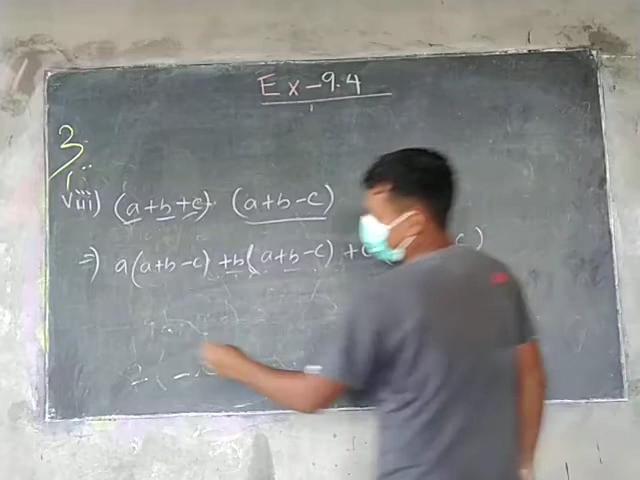 Ex - 9.4
3
viii) (a+b+c) (a+b-c)
=) a(a+b-c) +b(a+b-c) + c)